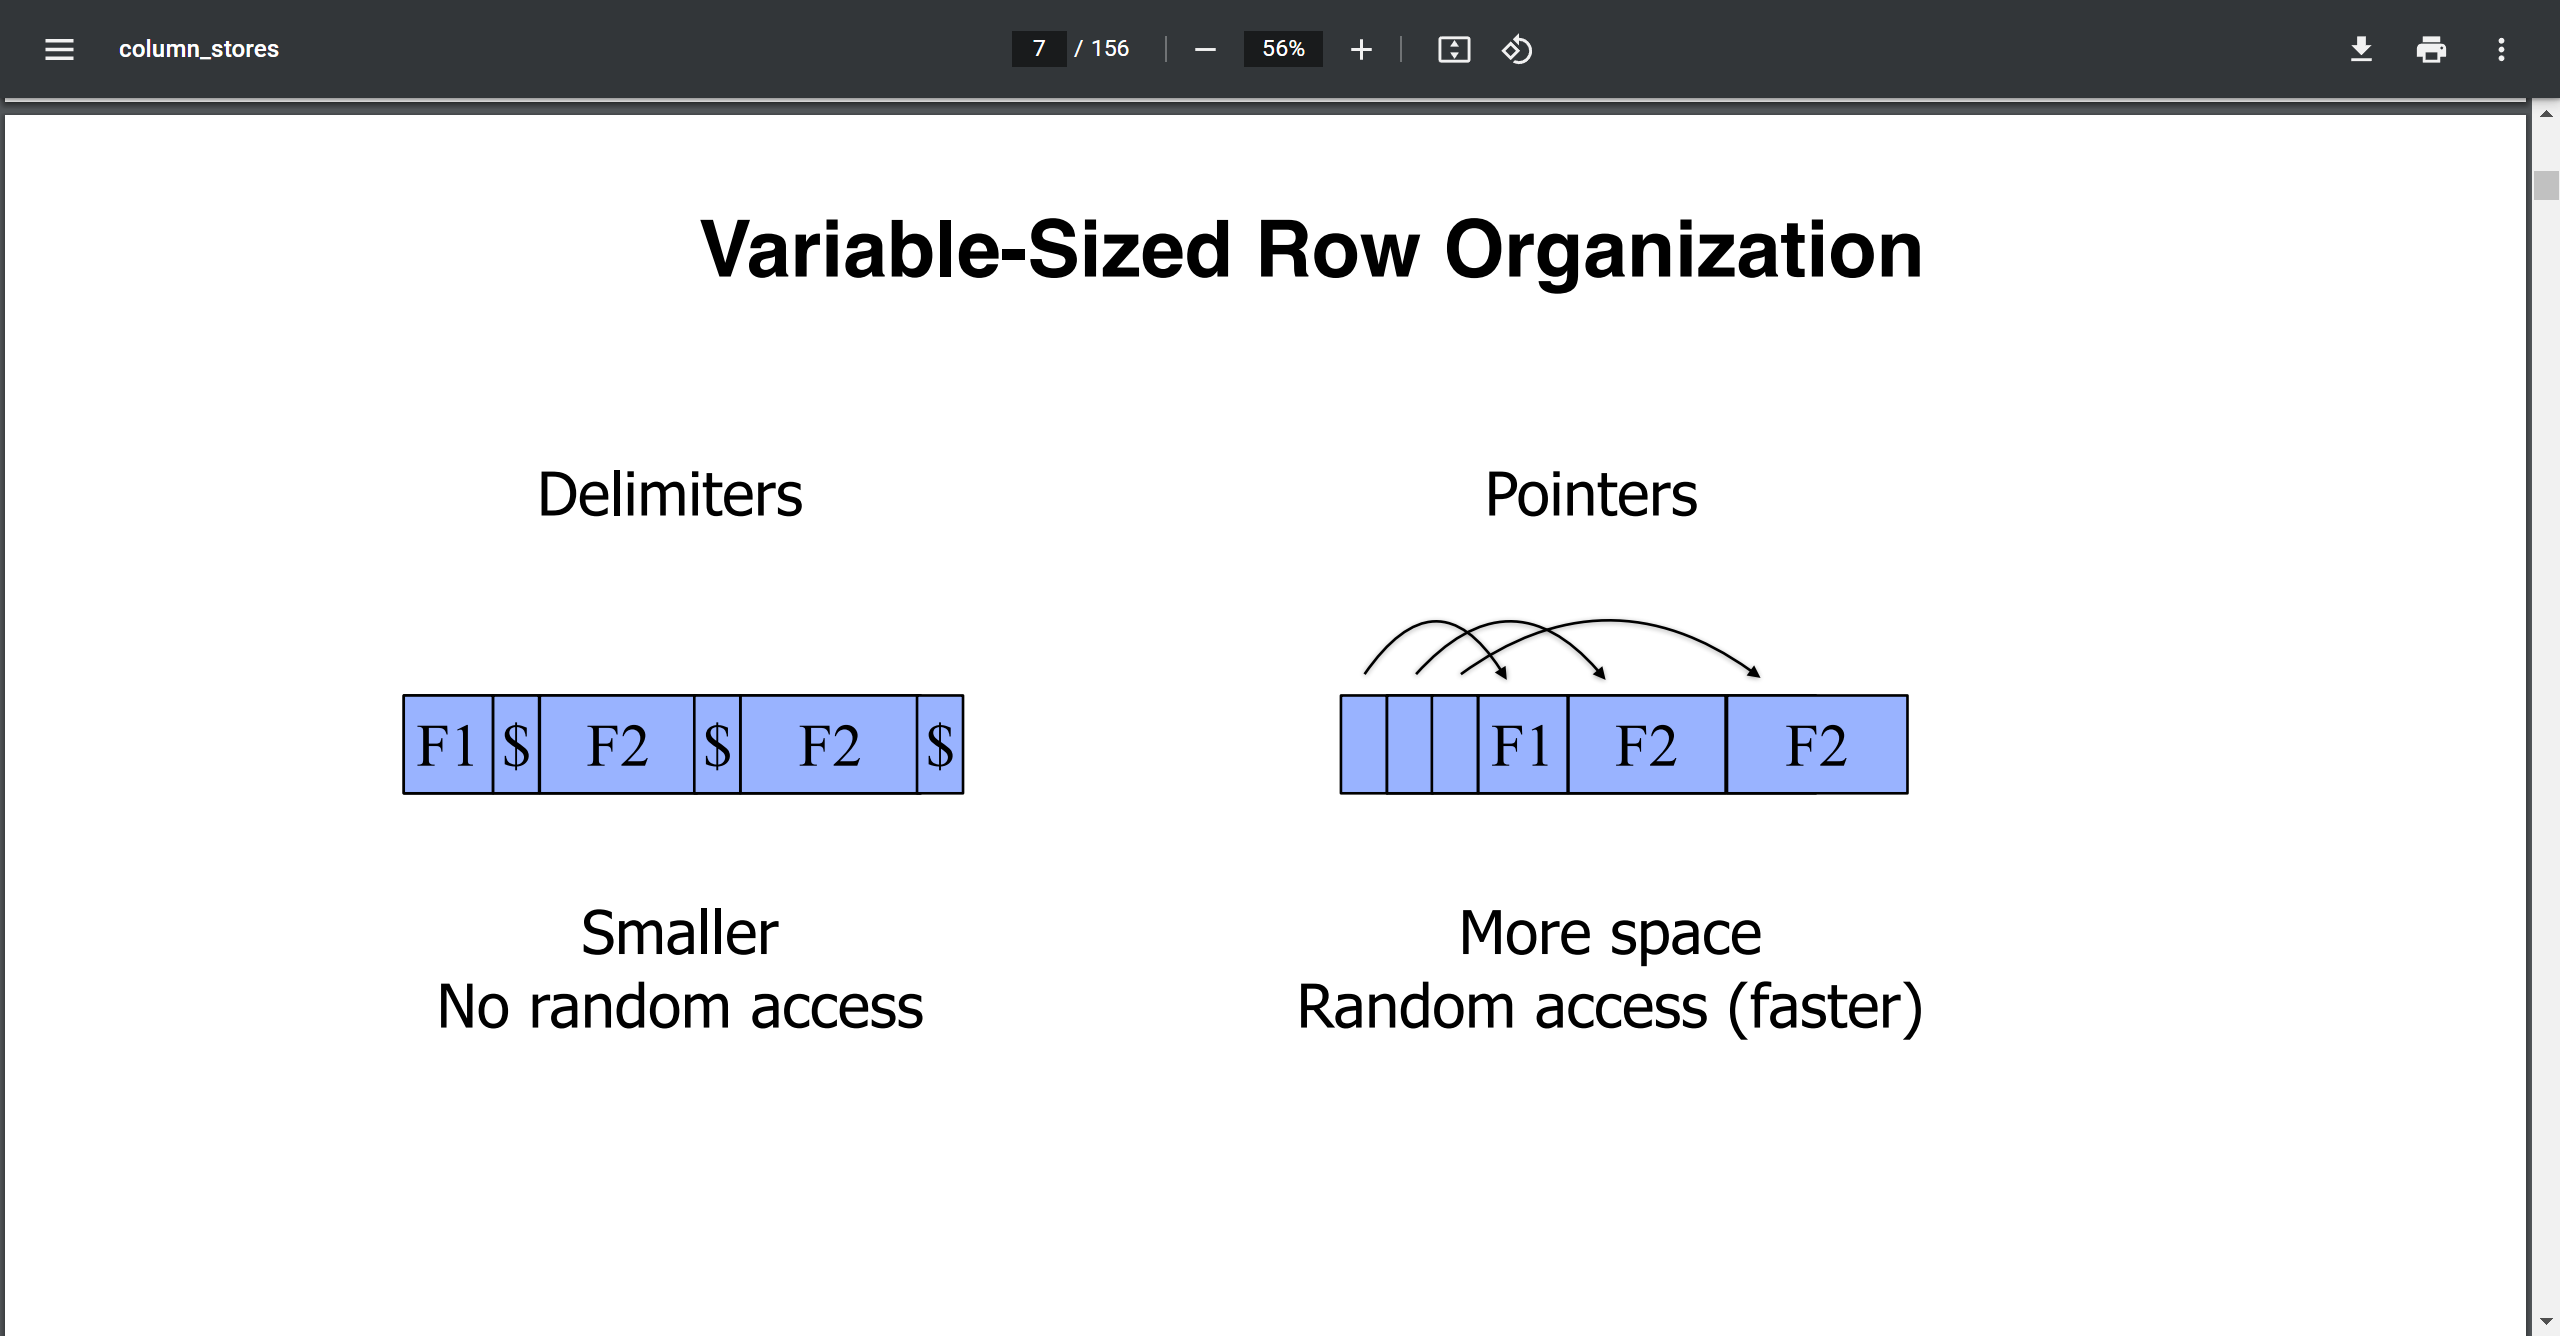 column_stores
7 / 156
56%
Variable-Sized Row Organization
Delimiters
Pointers
F1 $ F2 $ F2 $
F1 F2 F2
Smaller
No random access
More space
Random access (faster)